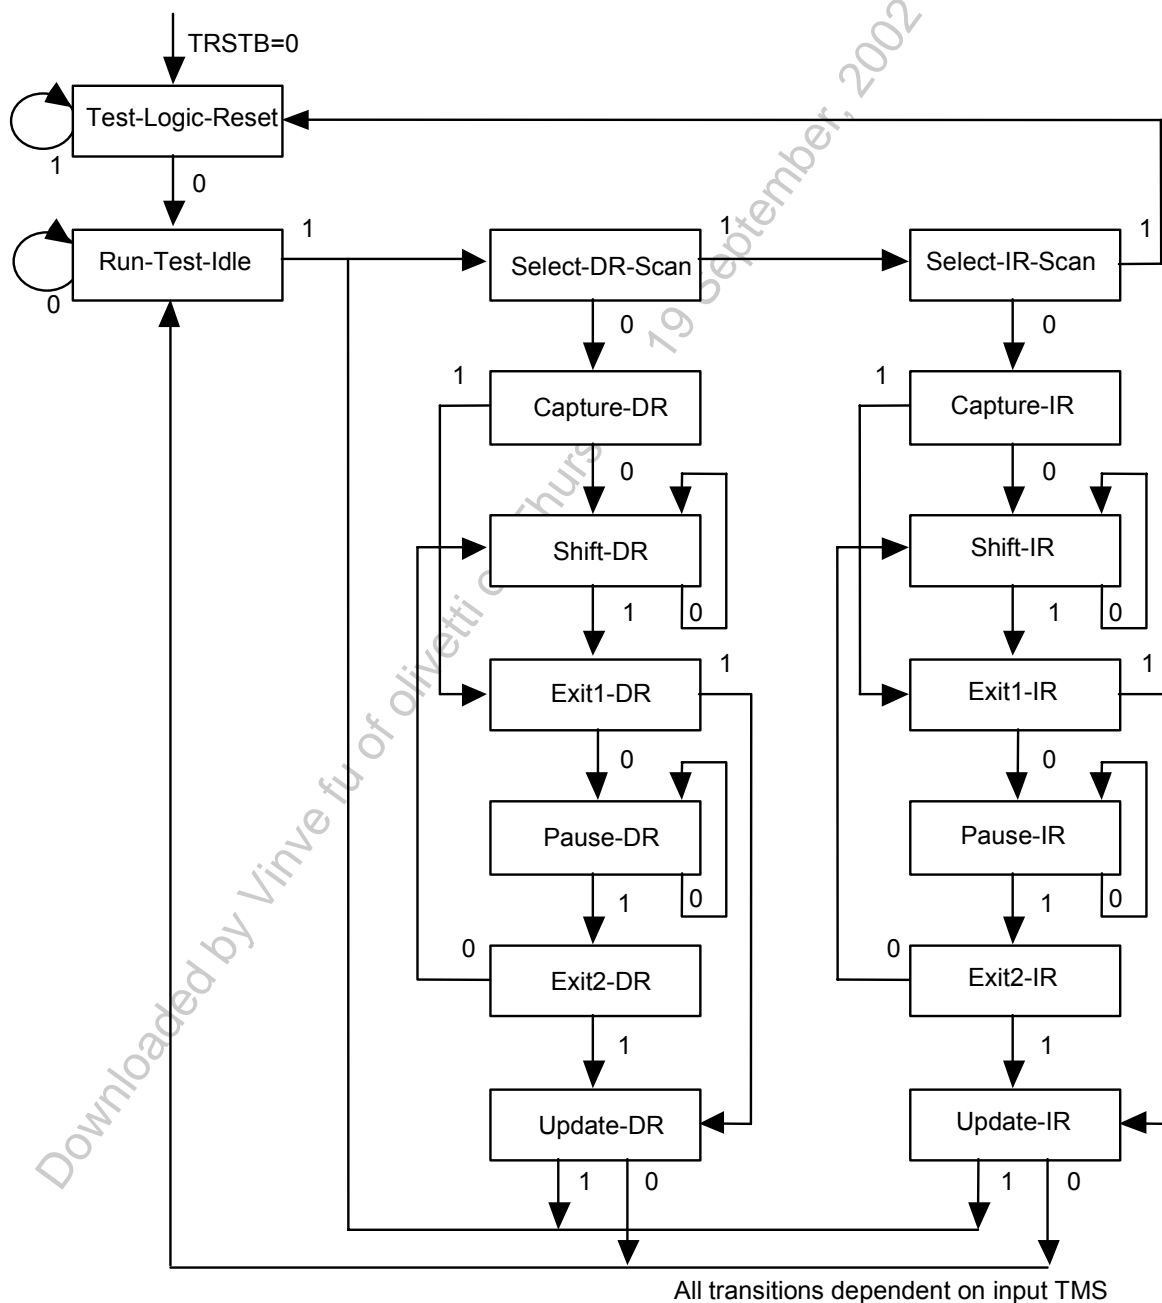 TRSTB=0
Test-Logic-Reset
1
0
Run-Test-Idle
1
0
Select-DR-Scan
1
Select-IR-Scan
1
0
0
1
Capture-DR
1
Capture-IR
0
0
Shift-DR
Shift-IR
1
0
1
0
Exit1-DR
1
Exit1-IR
1
0
0
Pause-DR
Pause-IR
1
0
1
0
0
Exit2-DR
0
Exit2-IR
1
1
Update-DR
Update-IR
1
0
1
0
All transitions dependent on input TMS
Downloaded by Vinve fu of olivetti o Thurs 19 September, 2002